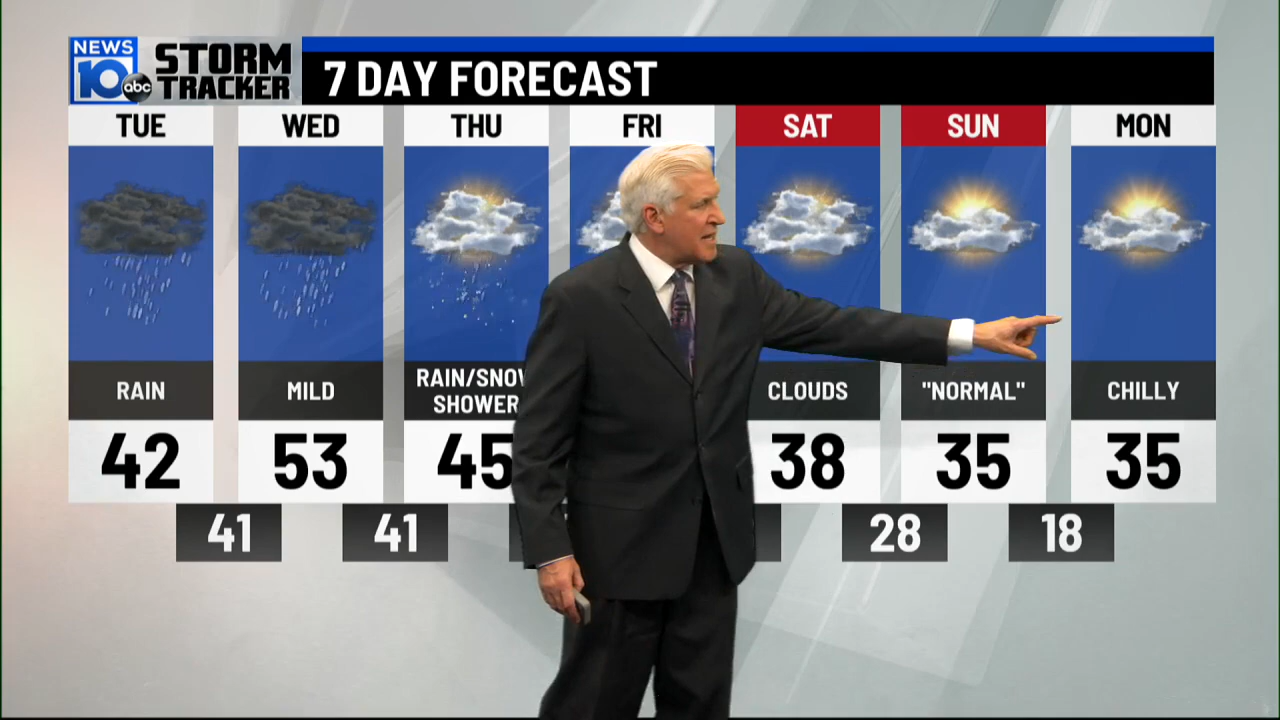 NEWS
10
abc
STORM
TRACKER
7 DAY FORECAST
TUE
WED
THU
FRI
SAT
SUN
MON
RAIN
MILD
RAIN/SNOW
SHOWER
CLOUDS
"NORMAL"
CHILLY
42
53
45
38
35
35
41
41
28
18